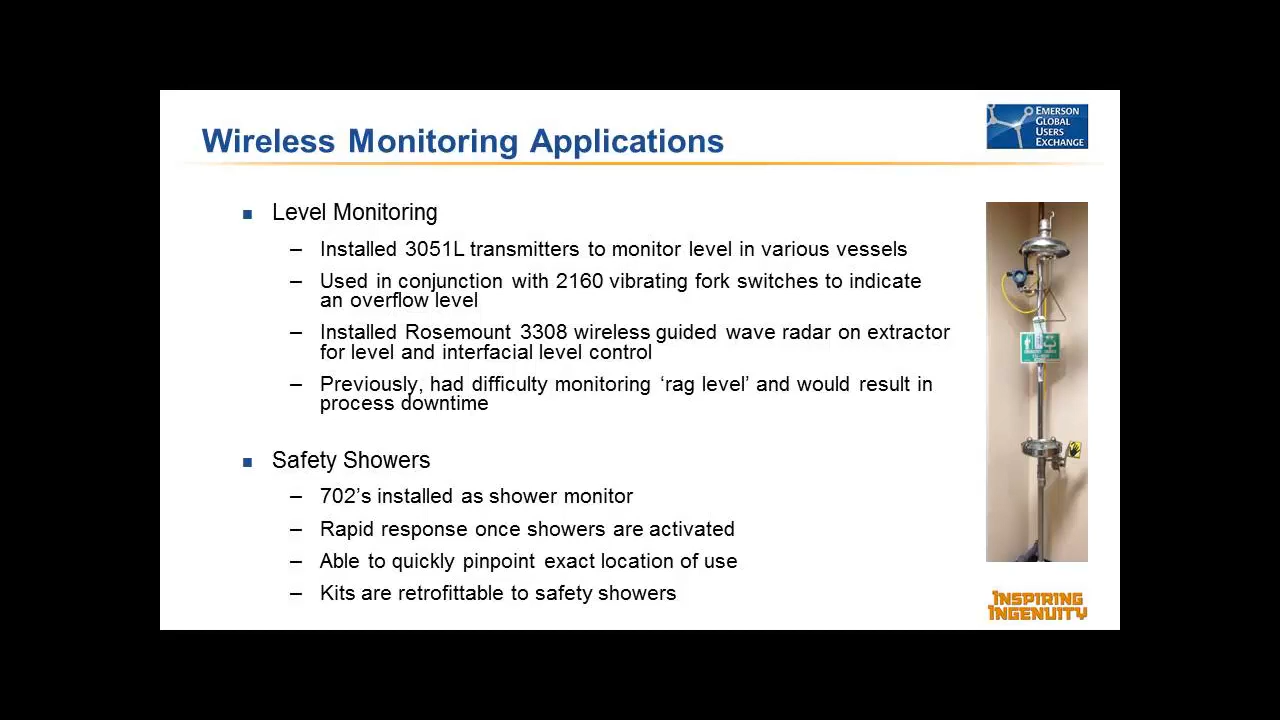 Wireless Monitoring Applications
EMERSON
GLOBAL
USERS
EXCHANGE
Level Monitoring
– Installed 3051L transmitters to monitor level in various vessels
– Used in conjunction with 2160 vibrating fork switches to indicate
an overflow level
– Installed Rosemount 3308 wireless guided wave radar on extractor
for level and interfacial level control
– Previously, had difficulty monitoring ‘rag level’ and would result in
process downtime
Safety Showers
– 702’s installed as shower monitor
– Rapid response once showers are activated
– Able to quickly pinpoint exact location of use
– Kits are retrofittable to safety showers
INSPIRING
INGENUITY